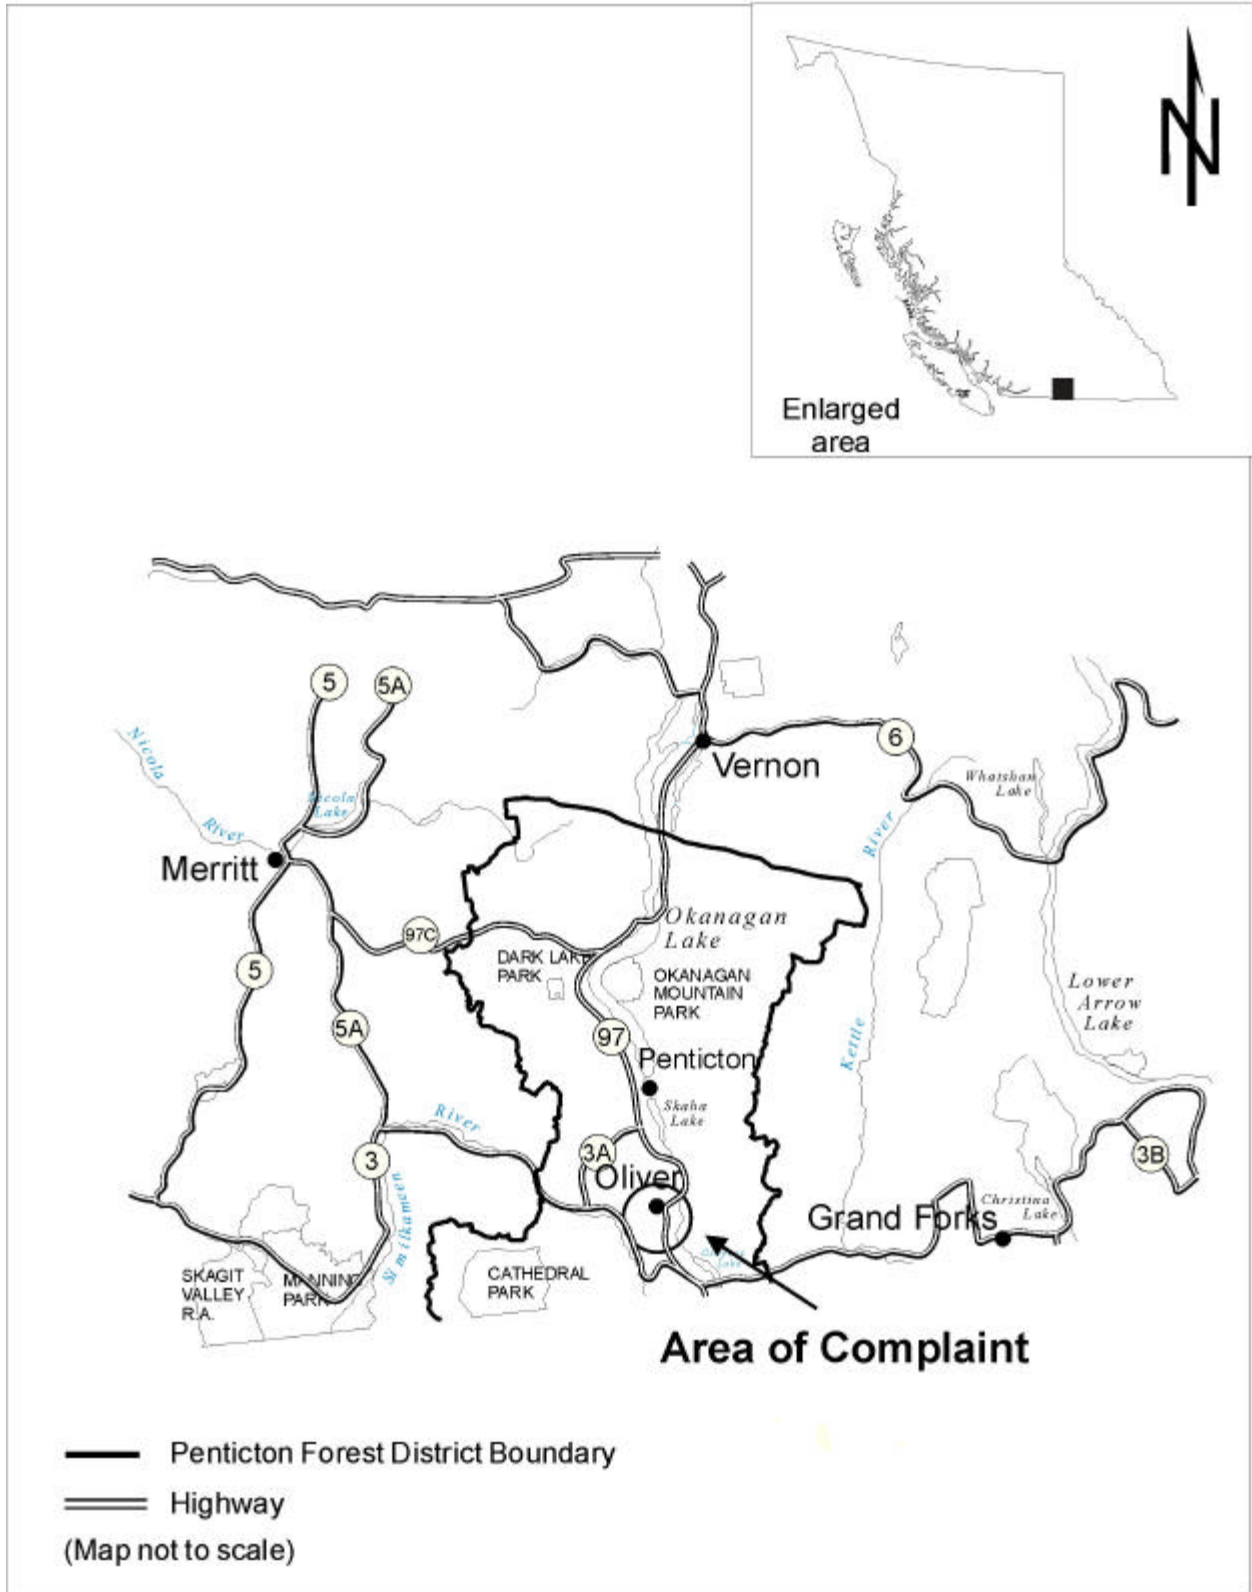 Enlarged
area
N
5
5A
Nicola
River
Nicola
Lake
Vernon
6
Whatshan
Lake
River
Merritt
Okanagan
Lake
97C
DARK LAKE
PARK
OKANAGAN
MOUNTAIN
PARK
5
Lower
Arrow
Lake
5A
97
Kettle
Penticton
Skaha
Lake
River
3
3A
3B
Oliver
Similkameen
Christina
Lake
Grand Forks
Lake
SKAGIT
VALLEY
R.A.
MANNING
PARK
CATHEDRAL
PARK
Area of Complaint
Penticton Forest District Boundary
Highway
(Map not to scale)